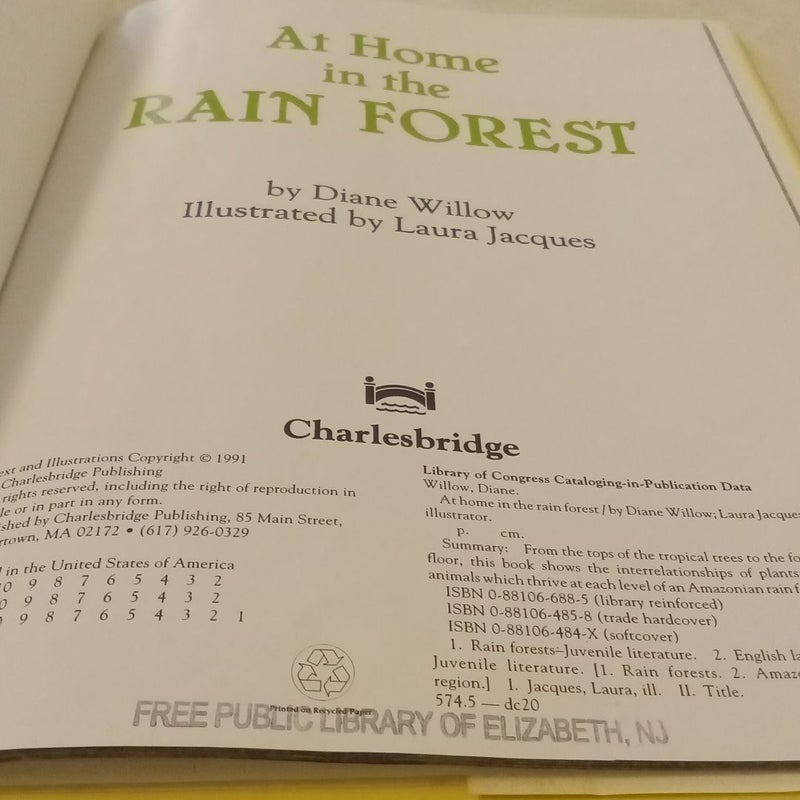 At Home
in the
RAIN FOREST
by Diane Willow
Illustrated by Laura Jacques
Charlesbridge
ext and Illustrations Copyright © 1991
Charlesbridge Publishing
rights reserved, including the right of reproduction in
le or in part in any form.
shed by Charlesbridge Publishing, 85 Main Street,
rtown, MA 02172 • (617) 926-0329
in the United States of America
0 9 8 7 6 5 4 3 2
0 9 8 7 6 5 4 3 2
9 8 7 6 5 4 3 2 1
Library of Congress Cataloging-in-Publication Data
Willow, Diane.
At home in the rain forest / by Diane Willow; Laura Jacque
illustrator.
p. cm.
Summary: From the tops of the tropical trees to the fo
floor, this book shows the interrelationships of plants
animals which thrive at each level of an Amazonian rain f
ISBN 0-88106-688-5 (library reinforced)
ISBN 0-88106-485-8 (trade hardcover)
ISBN 0-88106-484-X (softcover)
1. Rain forests–Juvenile literature. 2. English la
Juvenile literature. [1. Rain forests. 2. Amaz
region.] I. Jacques, Laura, ill. II. Title.
574.5 — dc20
Printed on Recycled Paper
FREE PUBLIC LIBRARY OF ELIZABETH, NJ